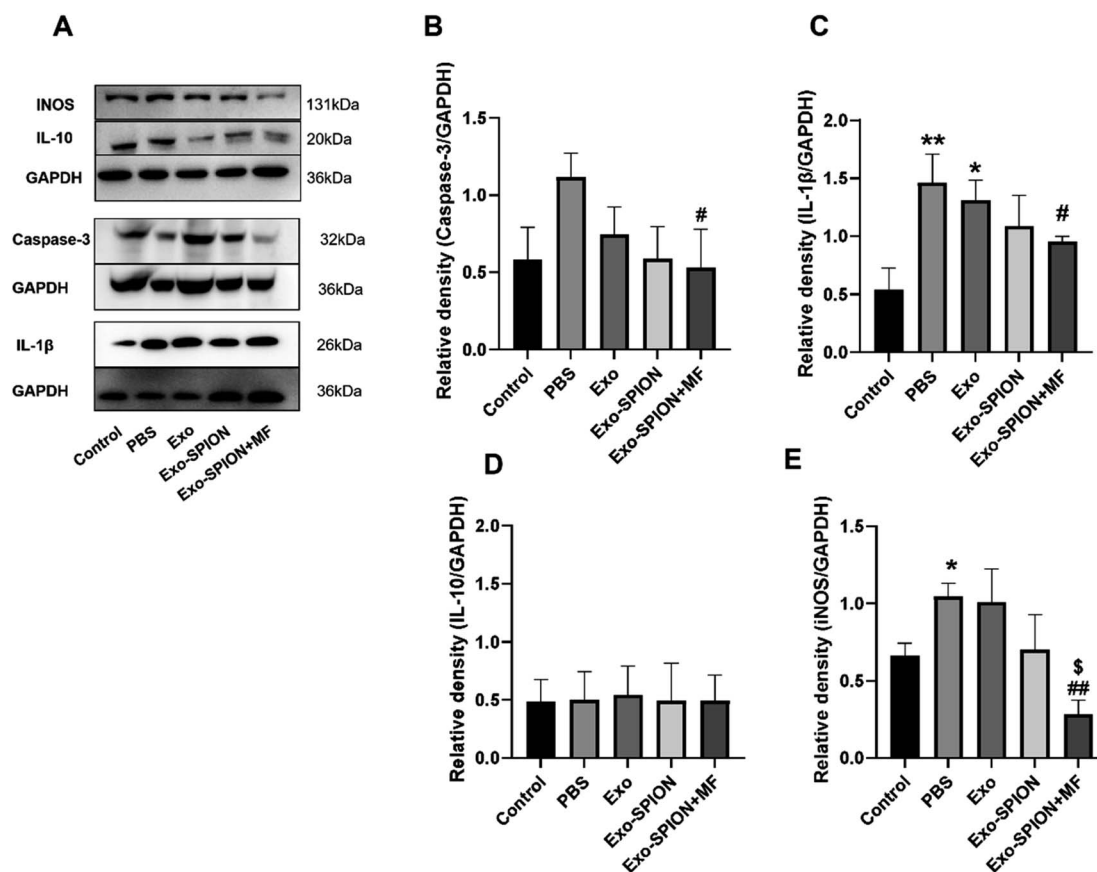 A
INOS
131kDa
IL-10
20kDa
GAPDH
36kDa
Caspase-3
32kDa
GAPDH
36kDa
IL-1β
26kDa
GAPDH
36kDa
Control
PBS
Exo
Exo-SPION
Exo-SPION+MF
B
Relative density (Caspase-3/GAPDH)
2.0
1.5
1.0
0.5
0.0
#
Control
PBS
Exo
Exo-SPION
Exo-SPION+MF
C
Relative density (IL-1β/GAPDH)
2.0
1.5
1.0
0.5
0.0
**
*
#
Control
PBS
Exo
Exo-SPION
Exo-SPION+MF
D
Relative density (IL-10/GAPDH)
2.0
1.5
1.0
0.5
0.0
Control
PBS
Exo
Exo-SPION
Exo-SPION+MF
E
Relative density (iNOS/GAPDH)
1.5
1.0
0.5
0.0
*
$
##
Control
PBS
Exo
Exo-SPION
Exo-SPION+MF